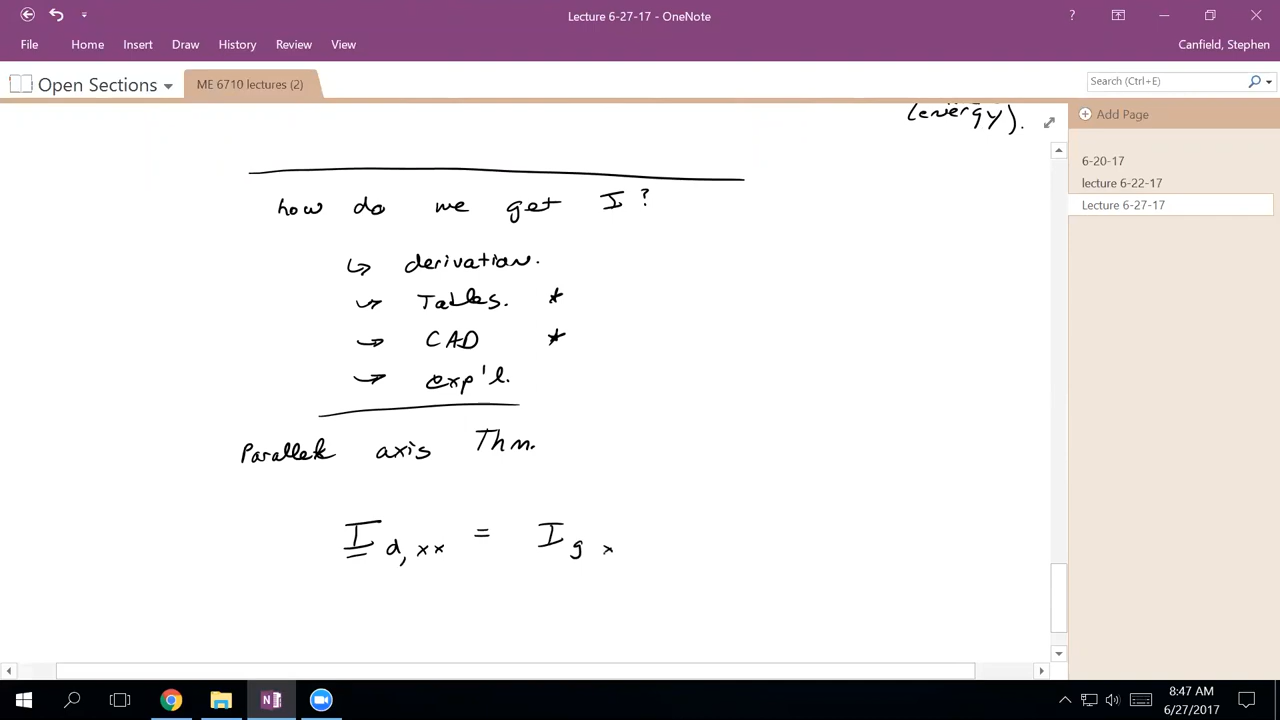 Lecture 6-27-17 - OneNote
File Home Insert Draw History Review View
Canfield, Stephen
Open Sections
ME 6710 lectures (2)
Search (Ctrl+E)
(energy).
Add Page
6-20-17
lecture 6-22-17
Lecture 6-27-17
how do we get I?
↳ derivation.
→ Tables. *
→ CAD *
→ exp'l.
Parallel axis Thm.
I d, xx = I g x
8:47 AM
6/27/2017